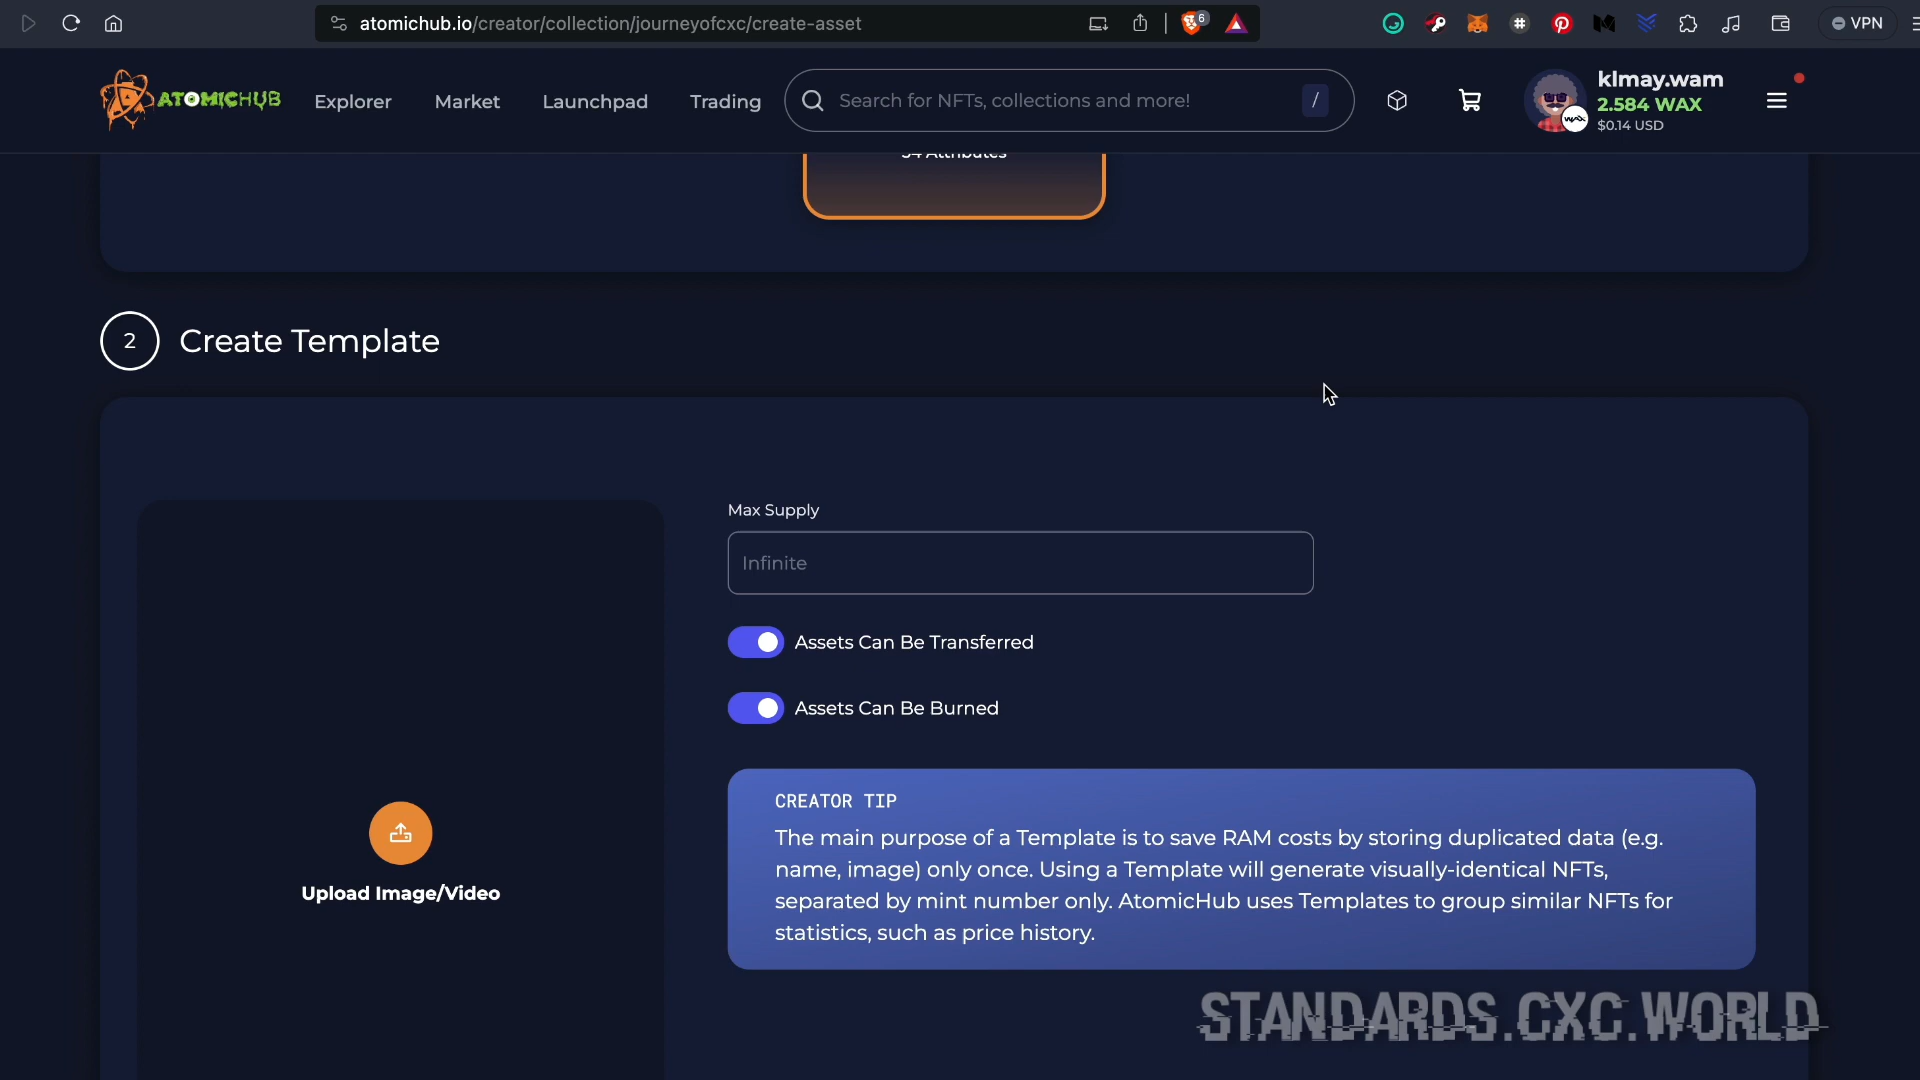 atomichub.io/creator/collection/journeyofcxc/create-asset
6
VPN
ATOMICHUB
Explorer
Market
Launchpad
Trading
Search for NFTs, collections and more!
/
klmay.wam
2.584 WAX
$0.14 USD
54 Attributes
2
Create Template
Max Supply
Infinite
Assets Can Be Transferred
Assets Can Be Burned
Upload Image/Video
CREATOR TIP
The main purpose of a Template is to save RAM costs by storing duplicated data (e.g.
name, image) only once. Using a Template will generate visually-identical NFTs,
separated by mint number only. AtomicHub uses Templates to group similar NFTs for
statistics, such as price history.
STANDARDS.CXC.WORLD